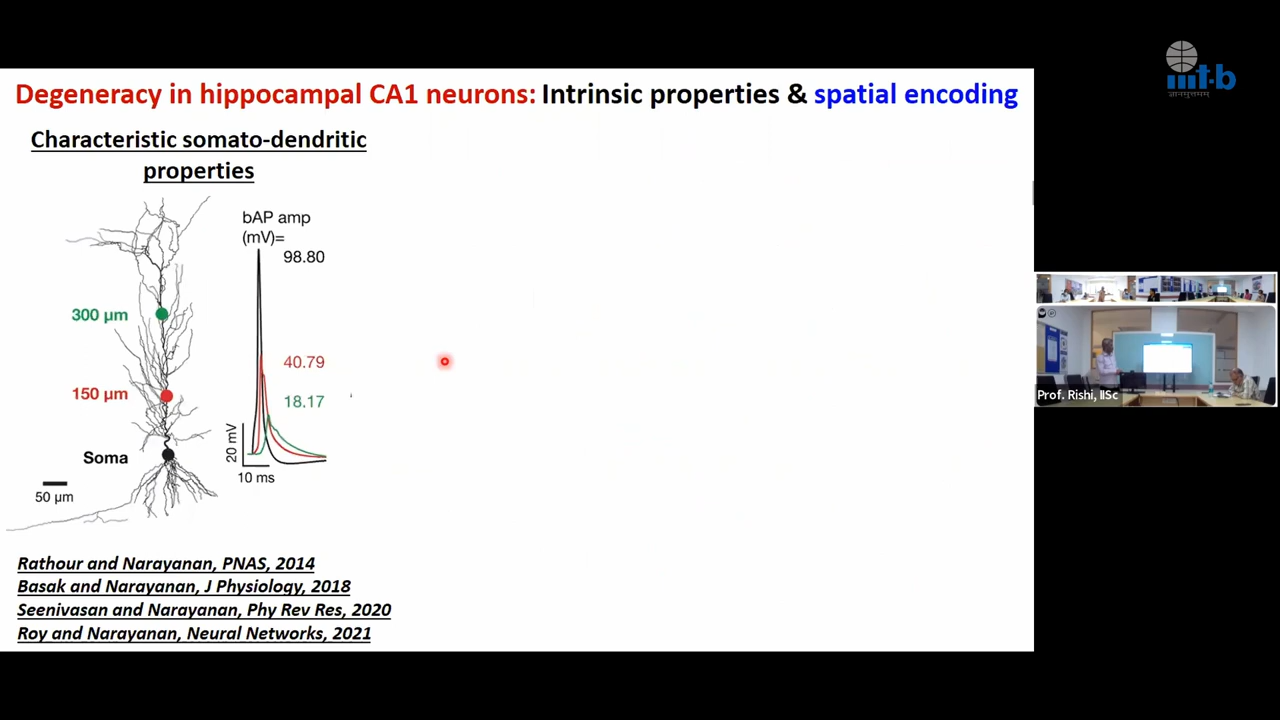 iiit-b
ज्ञानमुत्तमम्
Degeneracy in hippocampal CA1 neurons: Intrinsic properties & spatial encoding
Characteristic somato-dendritic
properties
bAP amp
(mV)=
98.80
300 µm
40.79
150 µm
18.17
20 mV
Soma
10 ms
50 µm
Rathour and Narayanan, PNAS, 2014
Basak and Narayanan, J Physiology, 2018
Seenivasan and Narayanan, Phy Rev Res, 2020
Roy and Narayanan, Neural Networks, 2021
Prof. Rishi, IISc